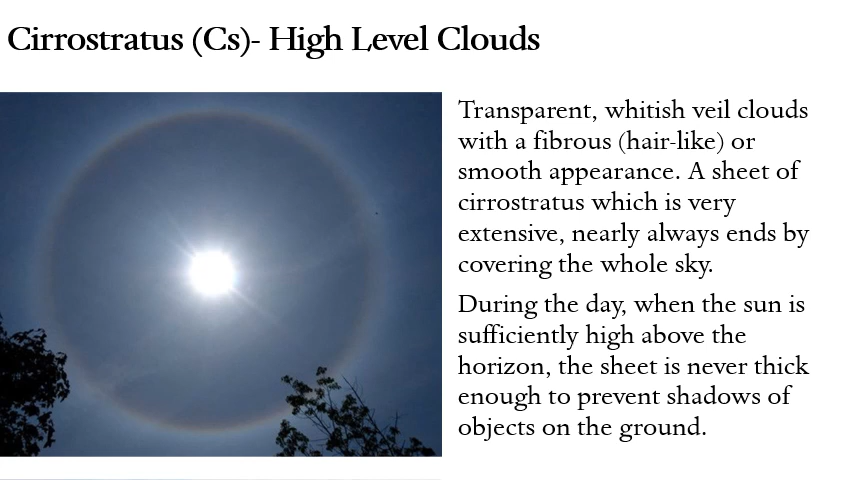 Cirrostratus (Cs)- High Level Clouds
Transparent, whitish veil clouds
with a fibrous (hair-like) or
smooth appearance. A sheet of
cirrostratus which is very
extensive, nearly always ends by
covering the whole sky.
During the day, when the sun is
sufficiently high above the
horizon, the sheet is never thick
enough to prevent shadows of
objects on the ground.